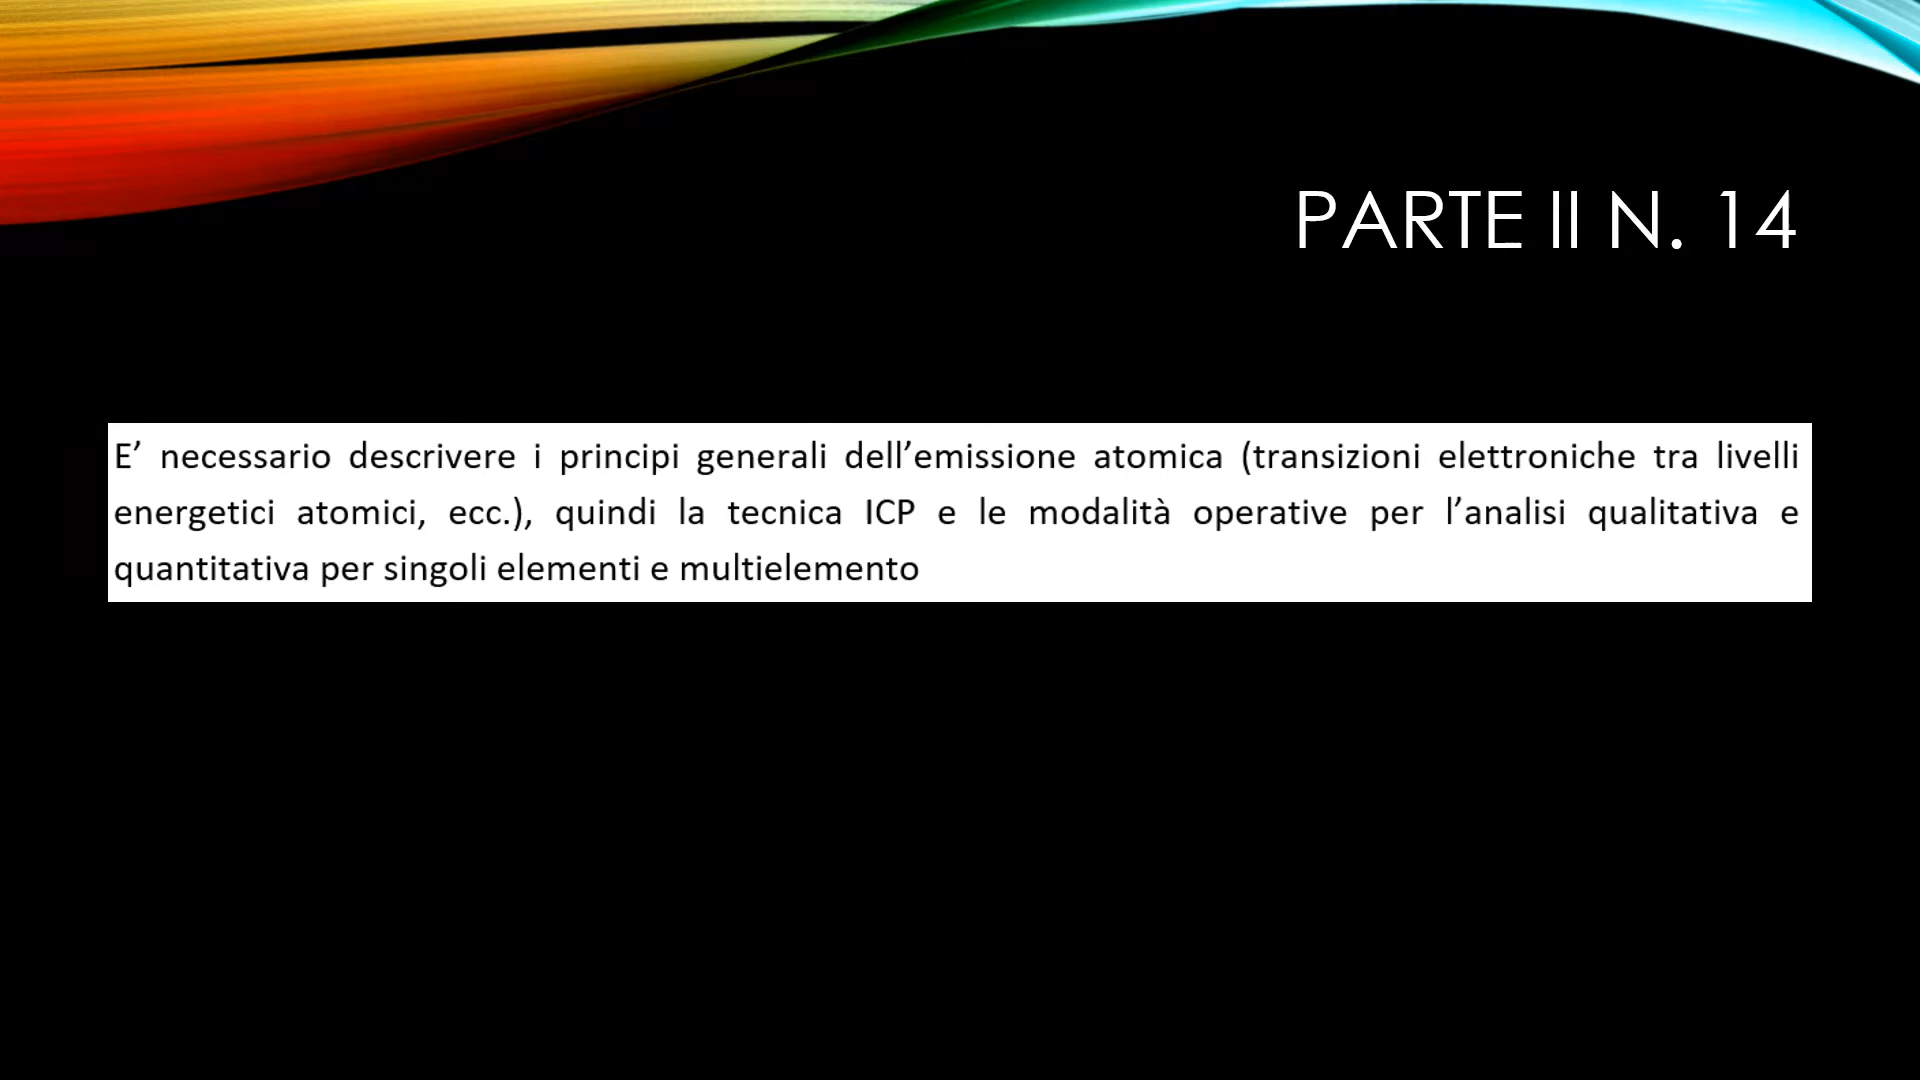 PARTE II N. 14
E’ necessario descrivere i principi generali dell’emissione atomica (transizioni elettroniche tra livelli
energetici atomici, ecc.), quindi la tecnica ICP e le modalità operative per l’analisi qualitativa e
quantitativa per singoli elementi e multielemento